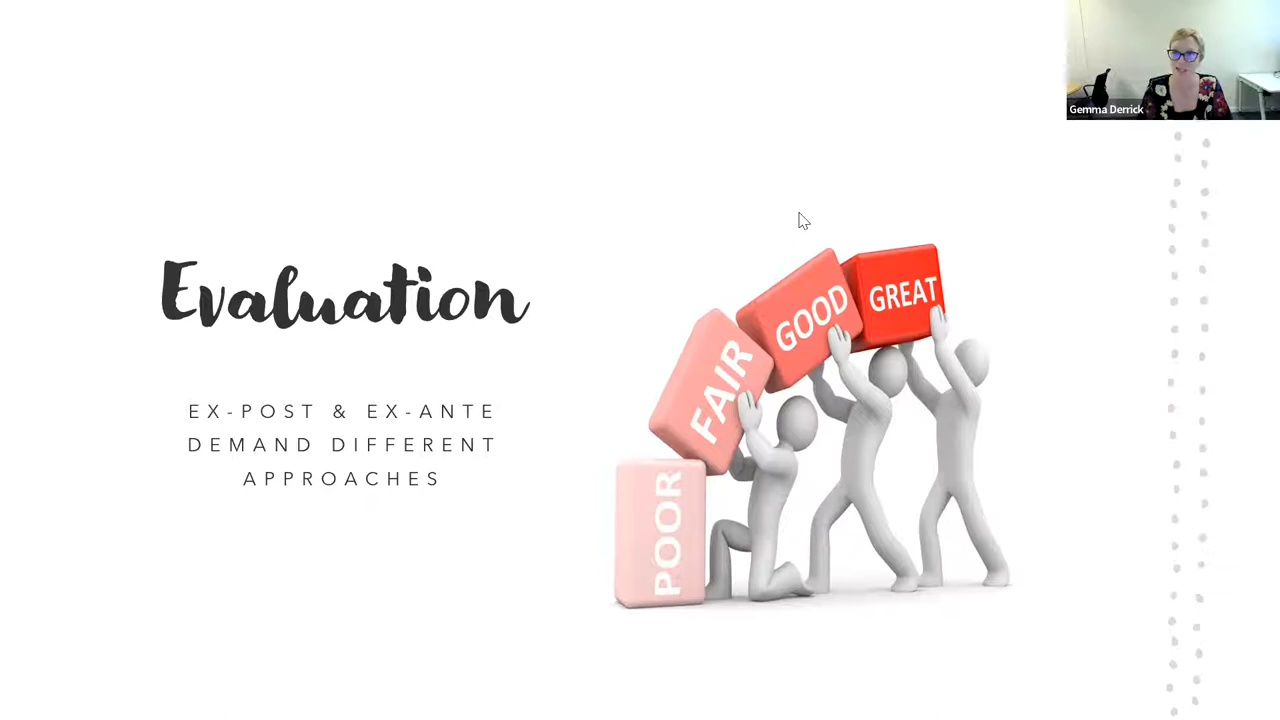 Gemma Derrick
Evaluation
EX-POST & EX-ANTE
DEMAND DIFFERENT
APPROACHES
POOR
FAIR
GOOD
GREAT